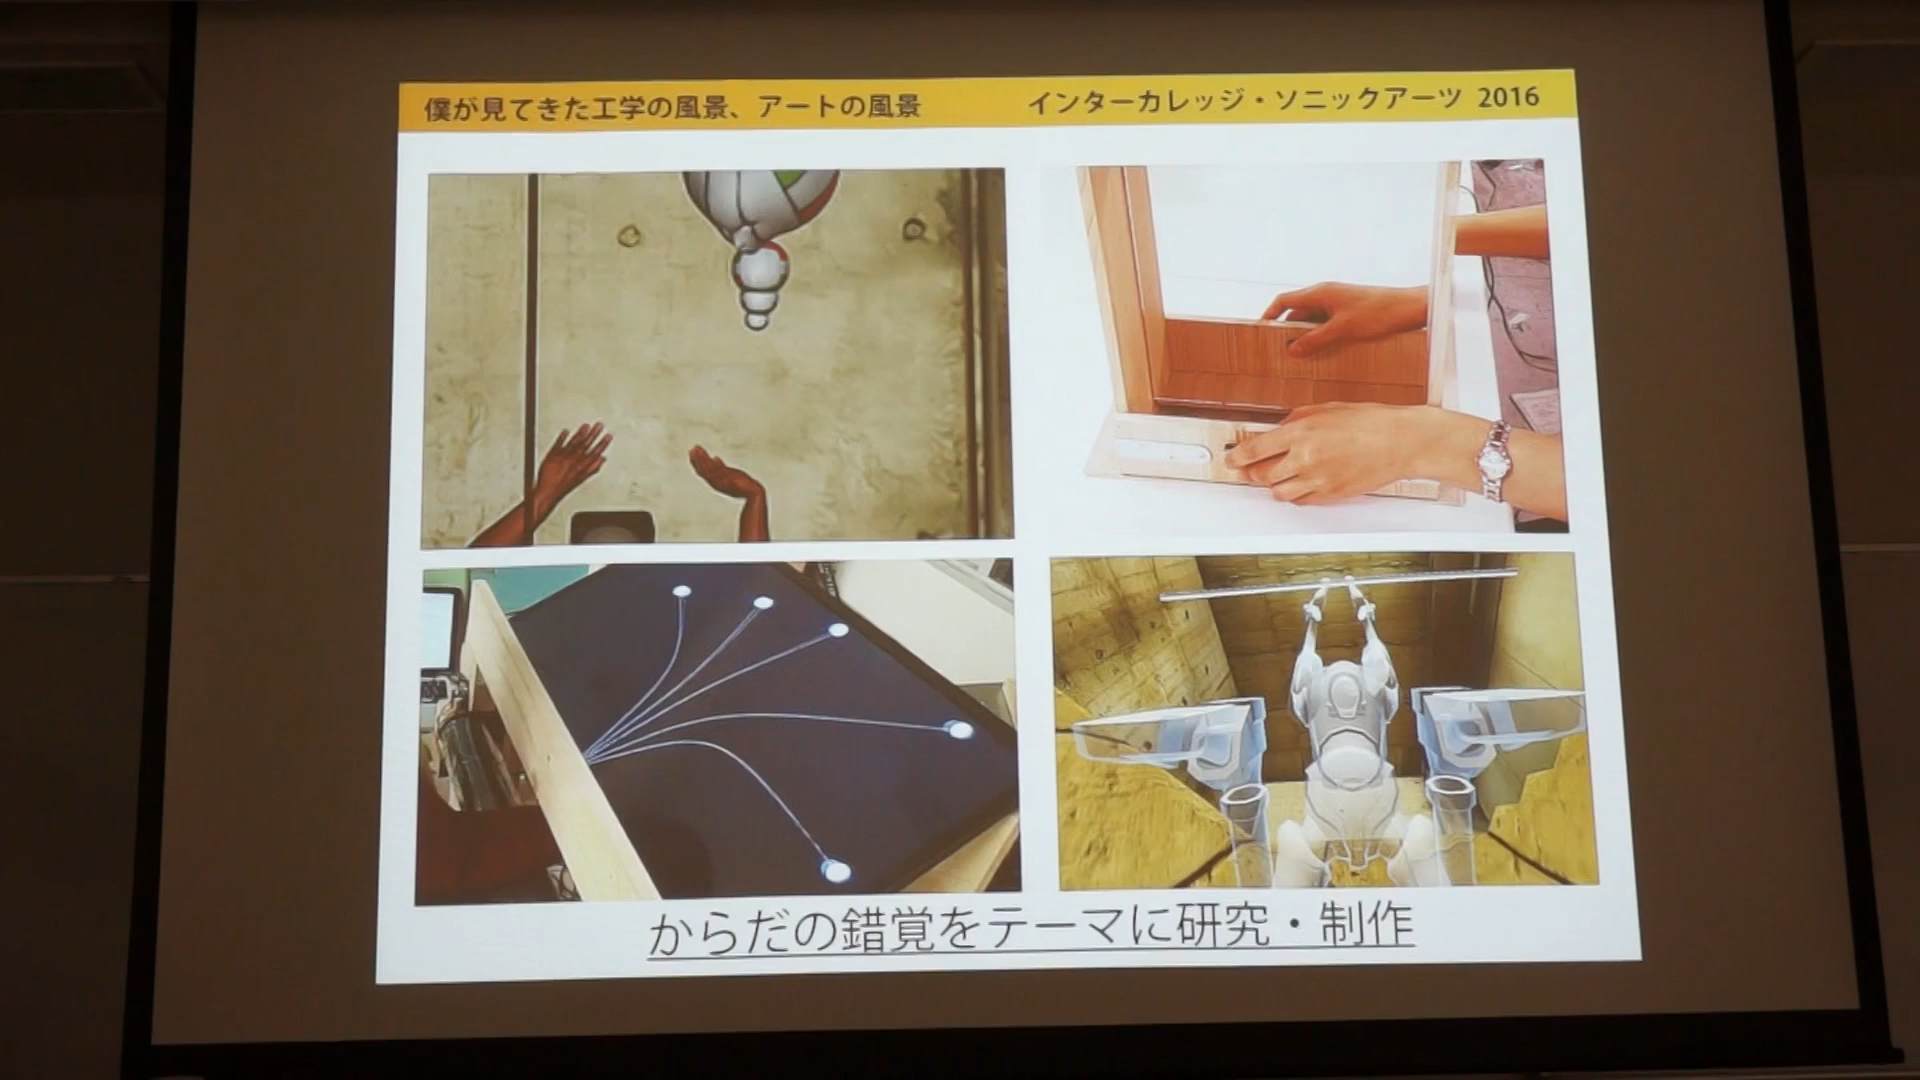 僕が見てきた工学の風景、アートの風景
インターカレッジ・ソニックアーツ 2016
からだの錯覚をテーマに研究・制作